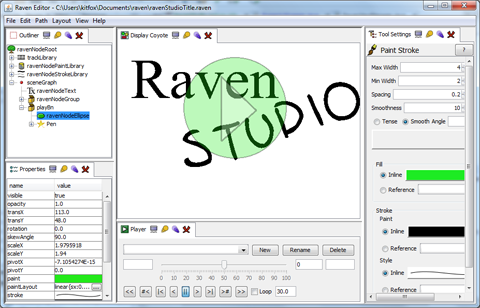 Raven Editor - C:\Users\kitfox\Documents\raven\ravenStudioTitle.raven
File Edit Path Layout View Help
Outliner
ravenNodeRoot
trackLibrary
ravenNodePaintLibrary
ravenNodeStrokeLibrary
sceneGraph
ravenNodeText
ravenNodeGroup
playBn
ravenNodeEllipse
Pen
Properties
name value
visible true
opacity 1.0
transX 113.0
transY 48.0
rotation 0.0
skewAngle 90.0
scaleX 1.9795918
scaleY 1.94
pivotX -7.1054274E-15
pivotY 0.0
paint
paintLayout linear{sx:0....
stroke
Display Coyote
Raven
STUDIO
Player
New Rename Delete
0
0 10 20 30 40 50 60 70 80 90 100
<< #< |< < || > >| ># >> Loop 30.0
Tool Settings
Paint Stroke ?
Max Width 4
Min Width 2
Spacing 0.2
Smoothness 10
Tense Smooth Angle
Fill
Inline
Reference
Stroke
Paint
Inline
Reference
Style
Inline
Reference